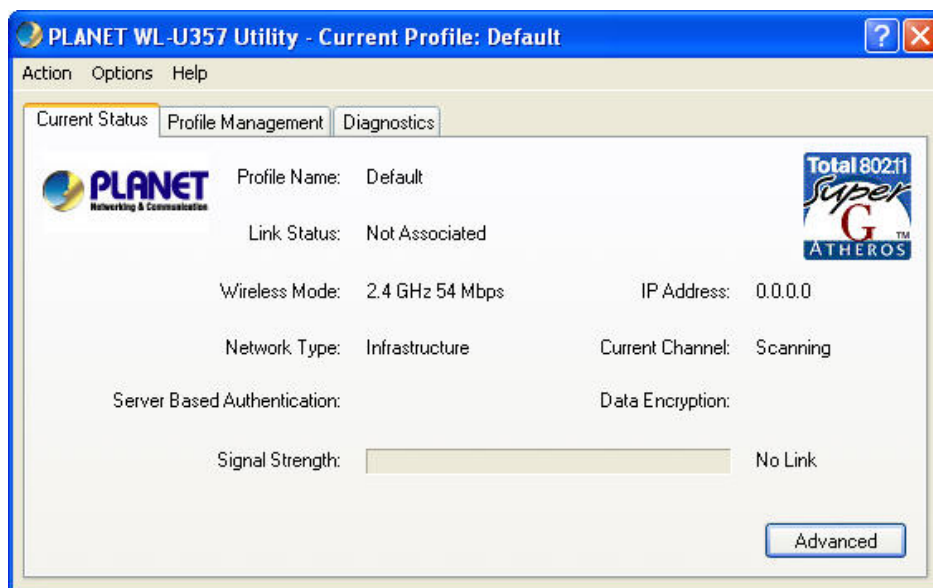 PLANET WL-U357 Utility - Current Profile: Default
Action Options Help
Current Status Profile Management Diagnostics
PLANET
Networking & Communication
Profile Name: Default
Total 802.11
Super
G TM
ATHEROS
Link Status: Not Associated
Wireless Mode: 2.4 GHz 54 Mbps IP Address: 0.0.0.0
Network Type: Infrastructure Current Channel: Scanning
Server Based Authentication: Data Encryption:
Signal Strength: No Link
Advanced